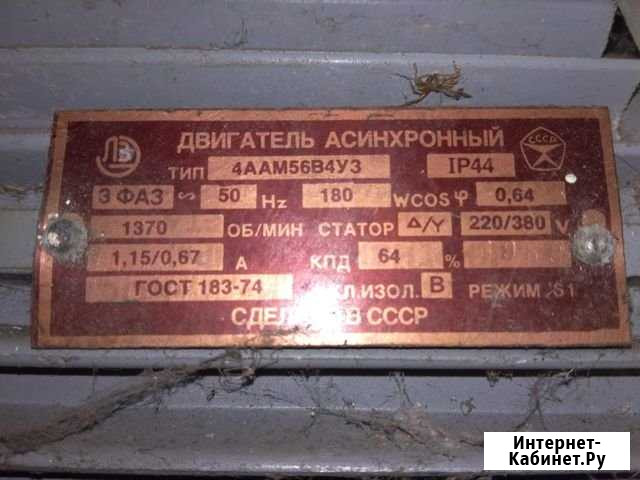 ДВИГАТЕЛЬ АСИНХРОННЫЙ
СССР
ТИП 4ААМ56В4У3 IP44
3 ФАЗ ~ 50 Hz 180 W COS φ 0,64
1370 ОБ/МИН СТАТОР Δ/Y 220/380 V
1,15/0,67 А КПД 64 %
ГОСТ 183-74 КЛ.ИЗОЛ. В РЕЖИМ S1
В СССР
Интернет-
Кабинет.Ру